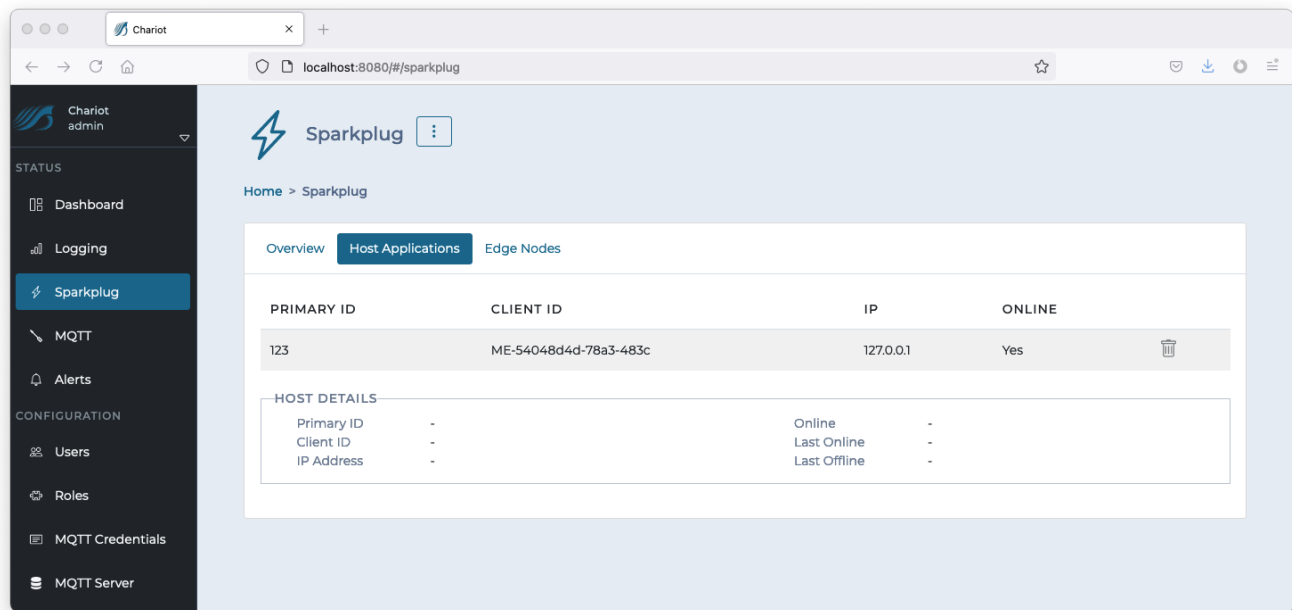 Chariot
localhost:8080/#/sparkplug
Chariot
admin
STATUS
Dashboard
Logging
Sparkplug
MQTT
Alerts
CONFIGURATION
Users
Roles
MQTT Credentials
MQTT Server
Sparkplug
Home > Sparkplug
Overview Host Applications Edge Nodes
PRIMARY ID CLIENT ID IP ONLINE
123 ME-54048d4d-78a3-483c 127.0.0.1 Yes
HOST DETAILS
Primary ID - Online -
Client ID - Last Online -
IP Address - Last Offline -